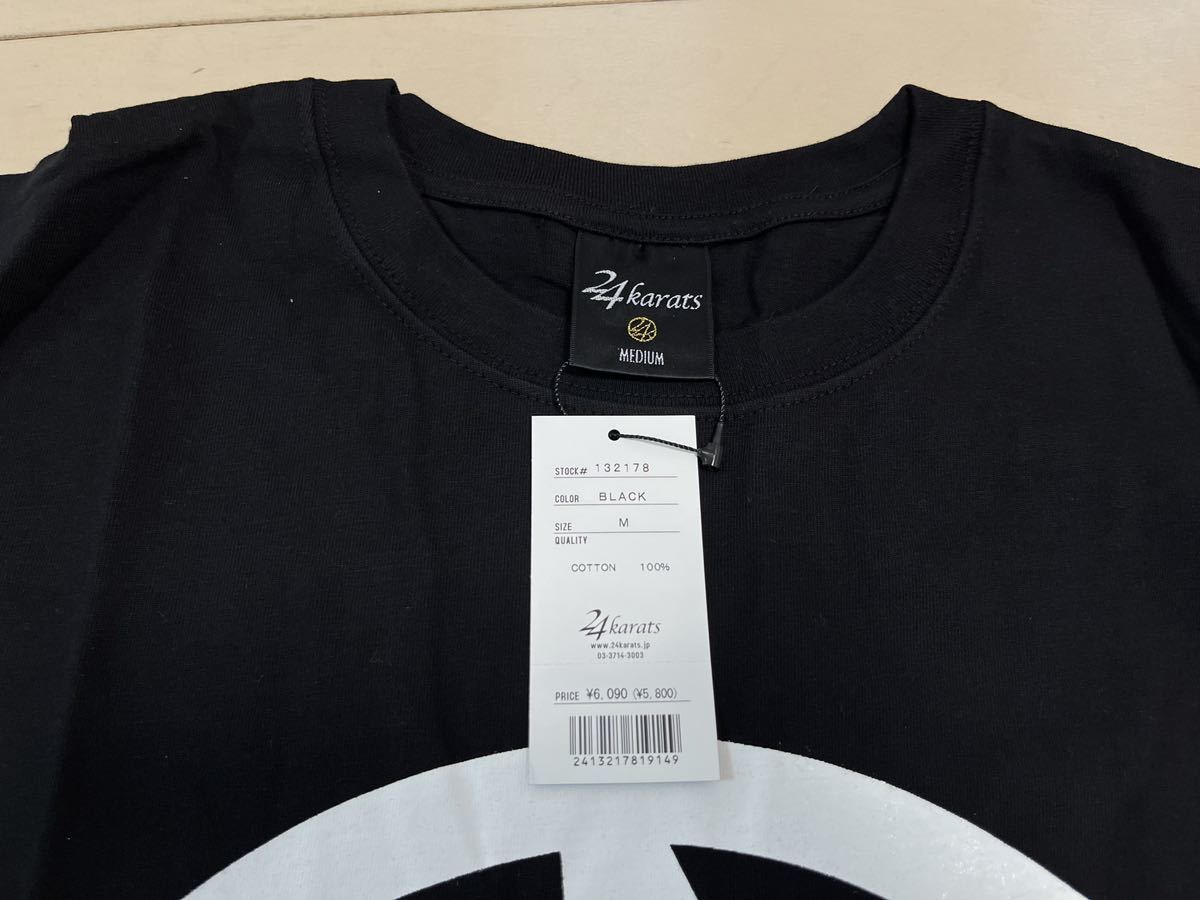 24karats
MEDIUM
STOCK# 132178
COLOR BLACK
SIZE M
QUALITY
COTTON 100%
24karats
www.24karats.jp
03-3714-3003
PRICE ¥6,090 (¥5,800)
2413217819149